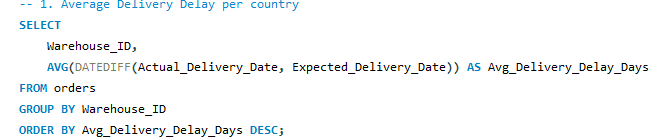 -- 1. Average Delivery Delay per country
SELECT
Warehouse_ID,
AVG(DATEDIFF(Actual_Delivery_Date, Expected_Delivery_Date)) AS Avg_Delivery_Delay_Days
FROM orders
GROUP BY Warehouse_ID
ORDER BY Avg_Delivery_Delay_Days DESC;